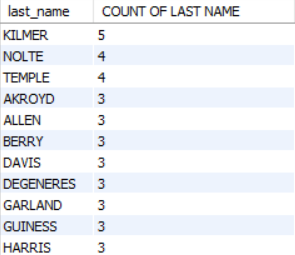 last_name COUNT OF LAST NAME
KILMER 5
NOLTE 4
TEMPLE 4
AKROYD 3
ALLEN 3
BERRY 3
DAVIS 3
DEGENERES 3
GARLAND 3
GUINESS 3
HARRIS 3